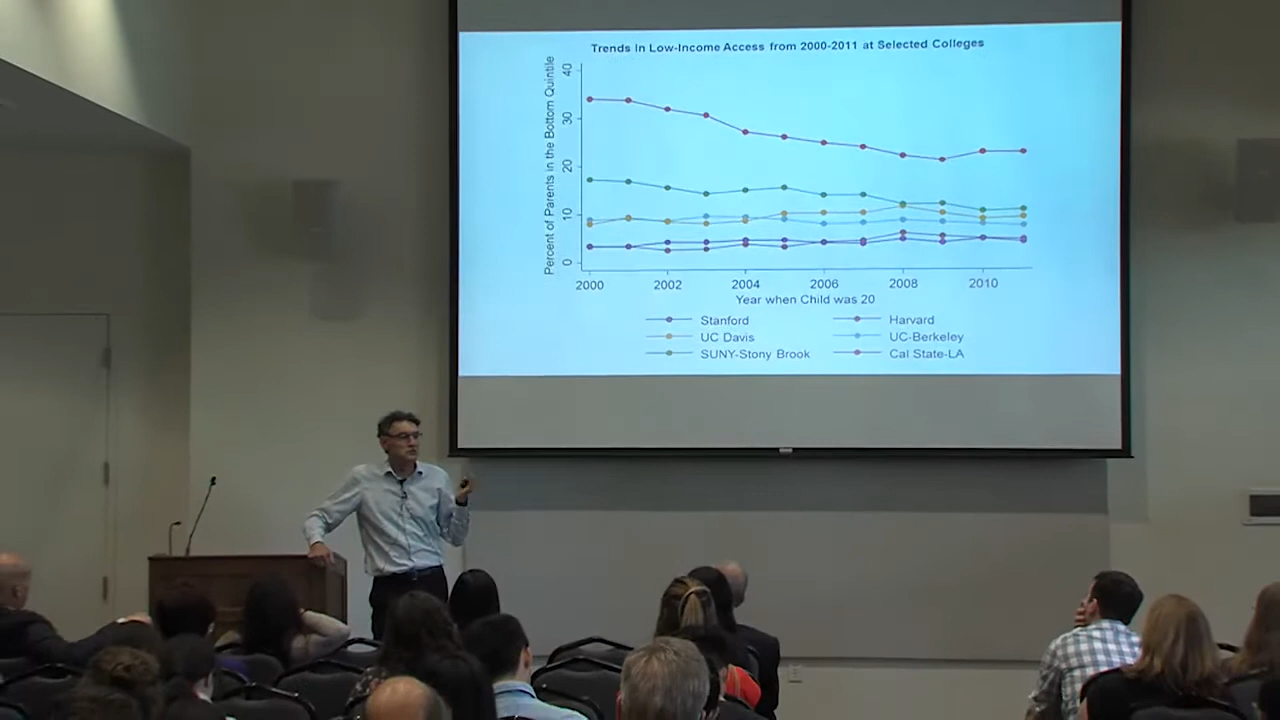 Trends In Low-Income Access from 2000-2011 at Selected Colleges
Percent of Parents in the Bottom Quintile
40
30
20
10
0
2000 2002 2004 2006 2008 2010
Year when Child was 20
Stanford Harvard
UC Davis UC-Berkeley
SUNY-Stony Brook Cal State-LA